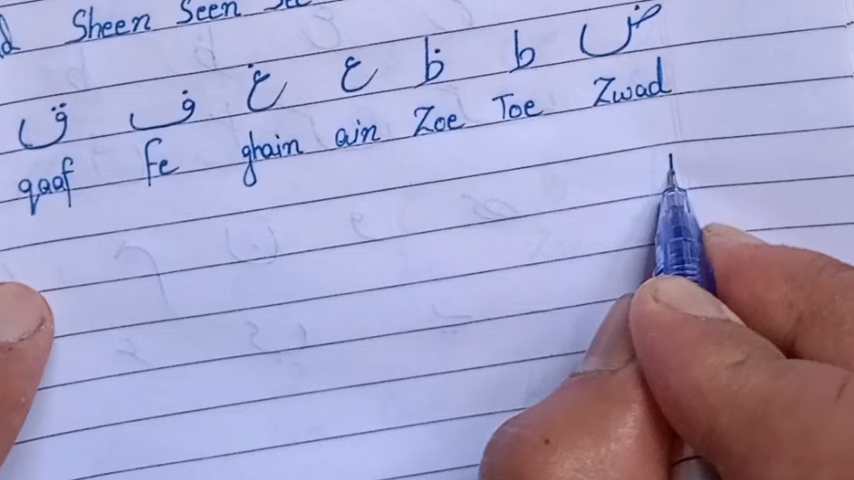 Sheen Seen
ض ط ظ ع غ ف ق
qaaf Fe ghain ain Zoe Toe Zwad